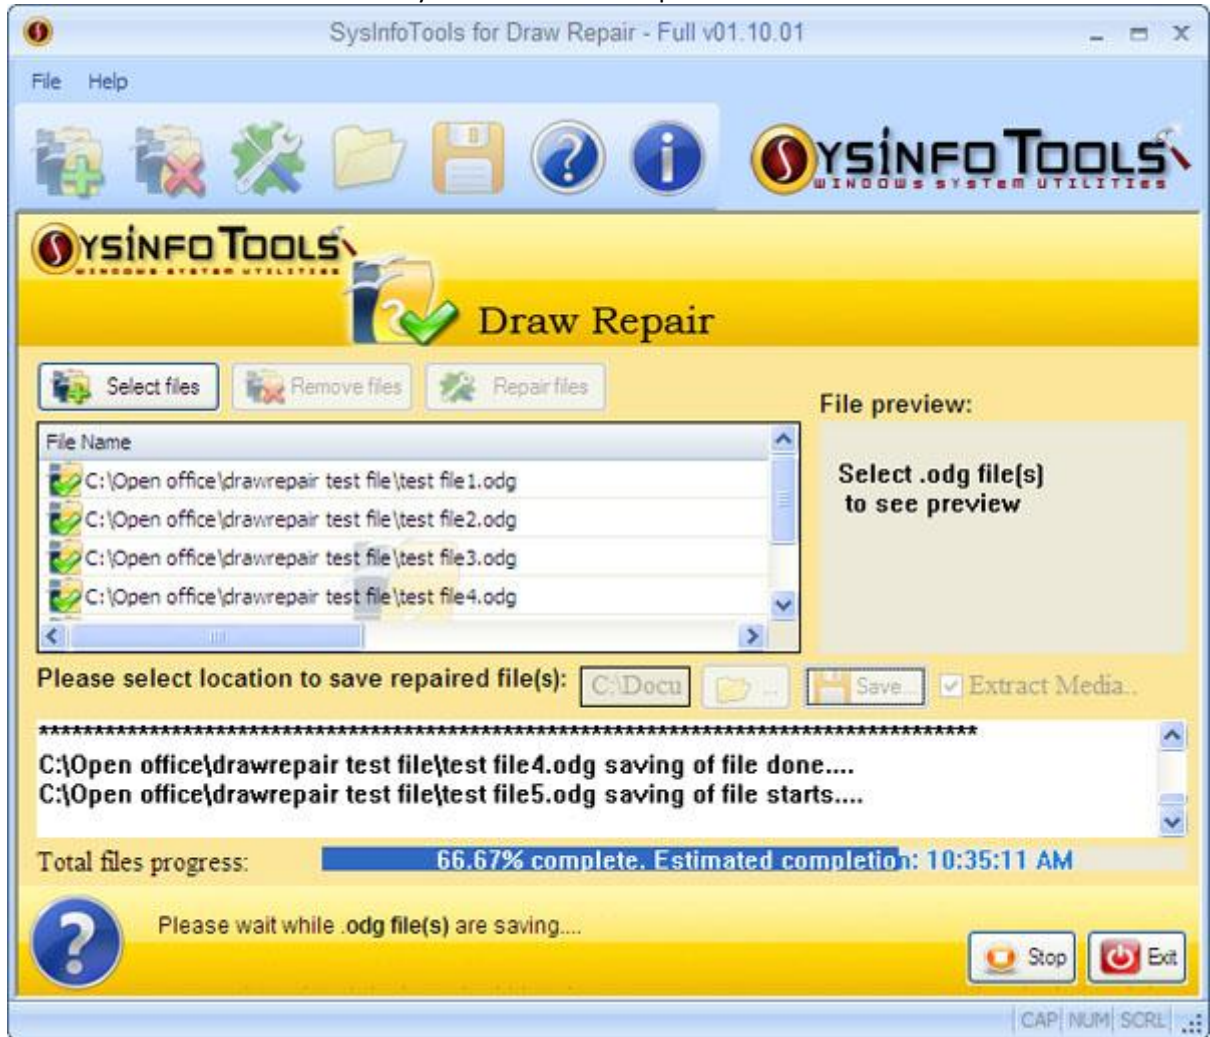 SysInfoTools for Draw Repair - Full v01.10.01
File Help
SYSINFO TOOLS
WINDOWS SYSTEM UTILITIES
SYSINFO TOOLS
WINDOWS SYSTEM UTILITIES
Draw Repair
Select files Remove files Repair files
File preview:
File Name
Select .odg file(s)
to see preview
C:\Open office\drawrepair test file\test file1.odg
C:\Open office\drawrepair test file\test file2.odg
C:\Open office\drawrepair test file\test file3.odg
C:\Open office\drawrepair test file\test file4.odg
Please select location to save repaired file(s): C:\Docu ... Save... Extract Media..
************************************************************************************
C:\Open office\drawrepair test file\test file4.odg saving of file done....
C:\Open office\drawrepair test file\test file5.odg saving of file starts....
Total files progress: 66.67% complete. Estimated completion: 10:35:11 AM
Please wait while .odg file(s) are saving....
Stop Exit
CAP NUM SCRL